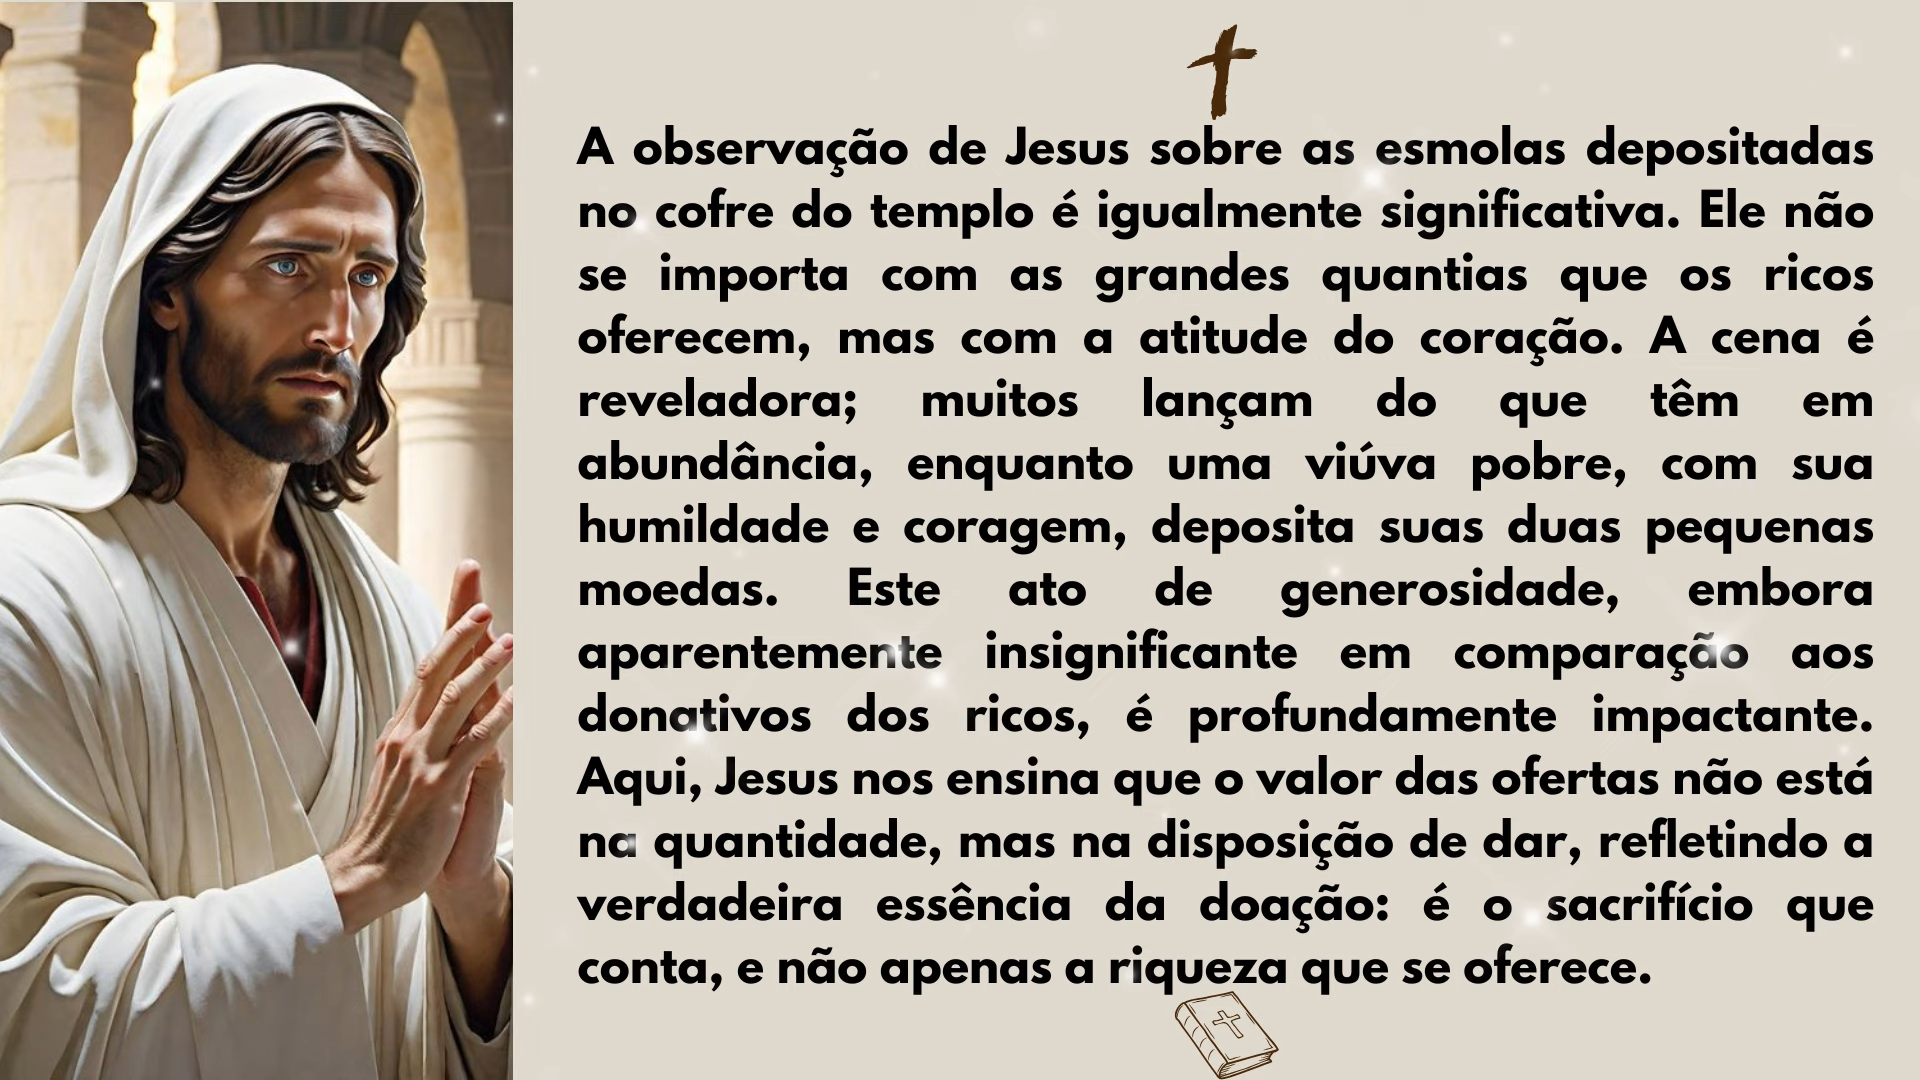 A observação de Jesus sobre as esmolas depositadas
no cofre do templo é igualmente significativa. Ele não
se importa com as grandes quantias que os ricos
oferecem, mas com a atitude do coração. A cena é
reveladora; muitos lançam do que têm em
abundância, enquanto uma viúva pobre, com sua
humildade e coragem, deposita suas duas pequenas
moedas. Este ato de generosidade, embora
aparentemente insignificante em comparação aos
donativos dos ricos, é profundamente impactante.
Aqui, Jesus nos ensina que o valor das ofertas não está
na quantidade, mas na disposição de dar, refletindo a
verdadeira essência da doação: é o sacrifício que
conta, e não apenas a riqueza que se oferece.